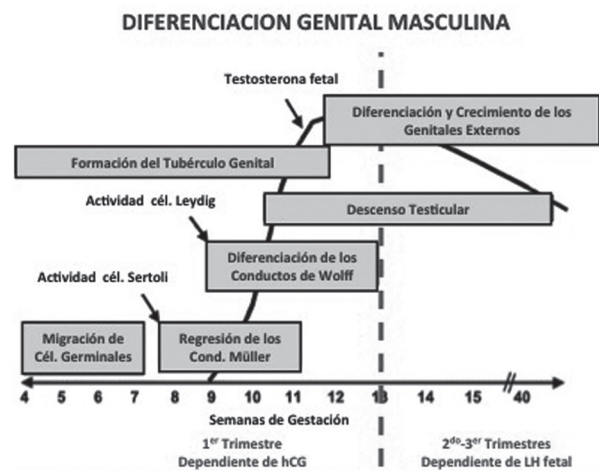 DIFERENCIACION GENITAL MASCULINA
Testosterona fetal
Diferenciación y Crecimiento de los
Genitales Externos
Formación del Tubérculo Genital
Actividad cél. Leydig
Descenso Testicular
Diferenciación de los
Conductos de Wolff
Actividad cél. Sertoli
Migración de
Cél. Germinales
Regresión de los
Cond. Müller
4 5 6 7 8 9 10 11 12 13 14 15 40
Semanas de Gestación
1er Trimestre
Dependiente de hCG
2do-3er Trimestres
Dependiente de LH fetal